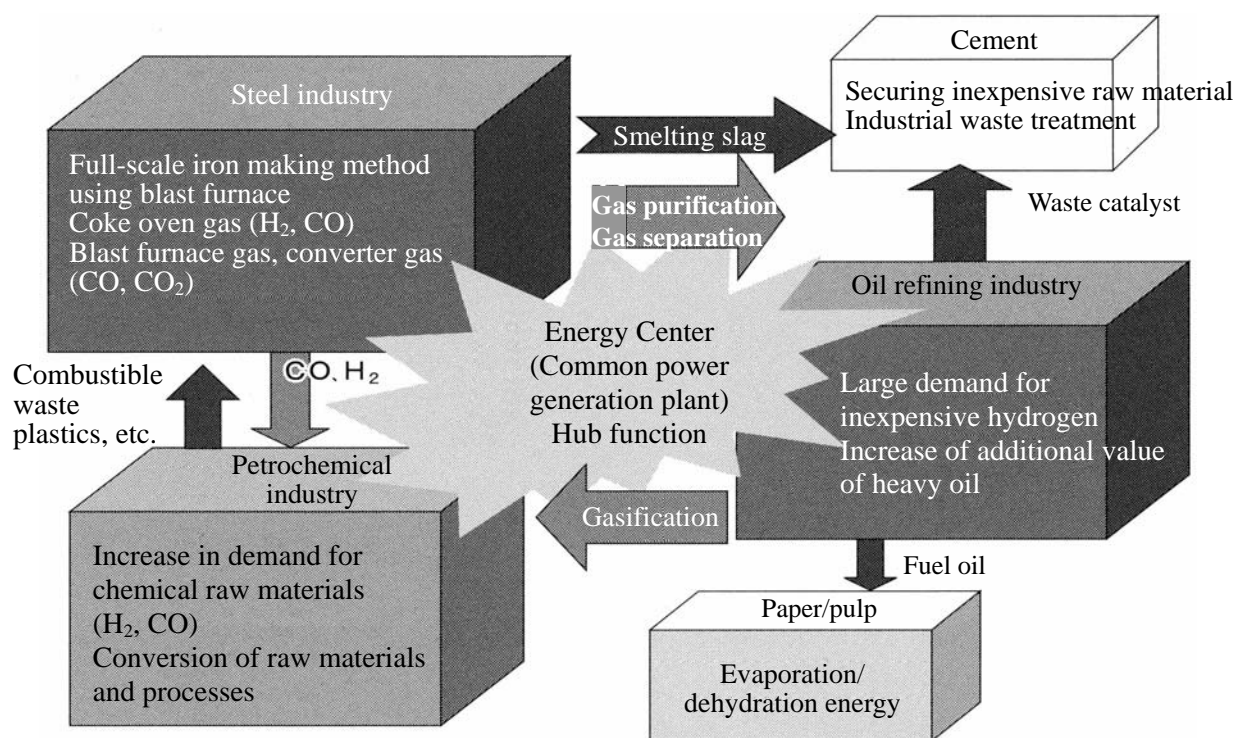 Steel industry
Full-scale iron making method
using blast furnace
Coke oven gas (H₂, CO)
Blast furnace gas, converter gas
(CO, CO₂)
Smelting slag
Gas purification
Gas separation
Cement
Securing inexpensive raw material
Industrial waste treatment
Waste catalyst
Oil refining industry
Large demand for
inexpensive hydrogen
Increase of additional value
of heavy oil
Energy Center
(Common power
generation plant)
Hub function
Combustible
waste
plastics, etc.
CO、H₂
Petrochemical
industry
Increase in demand for
chemical raw materials
(H₂, CO)
Conversion of raw materials
and processes
Gasification
Fuel oil
Paper/pulp
Evaporation/
dehydration energy